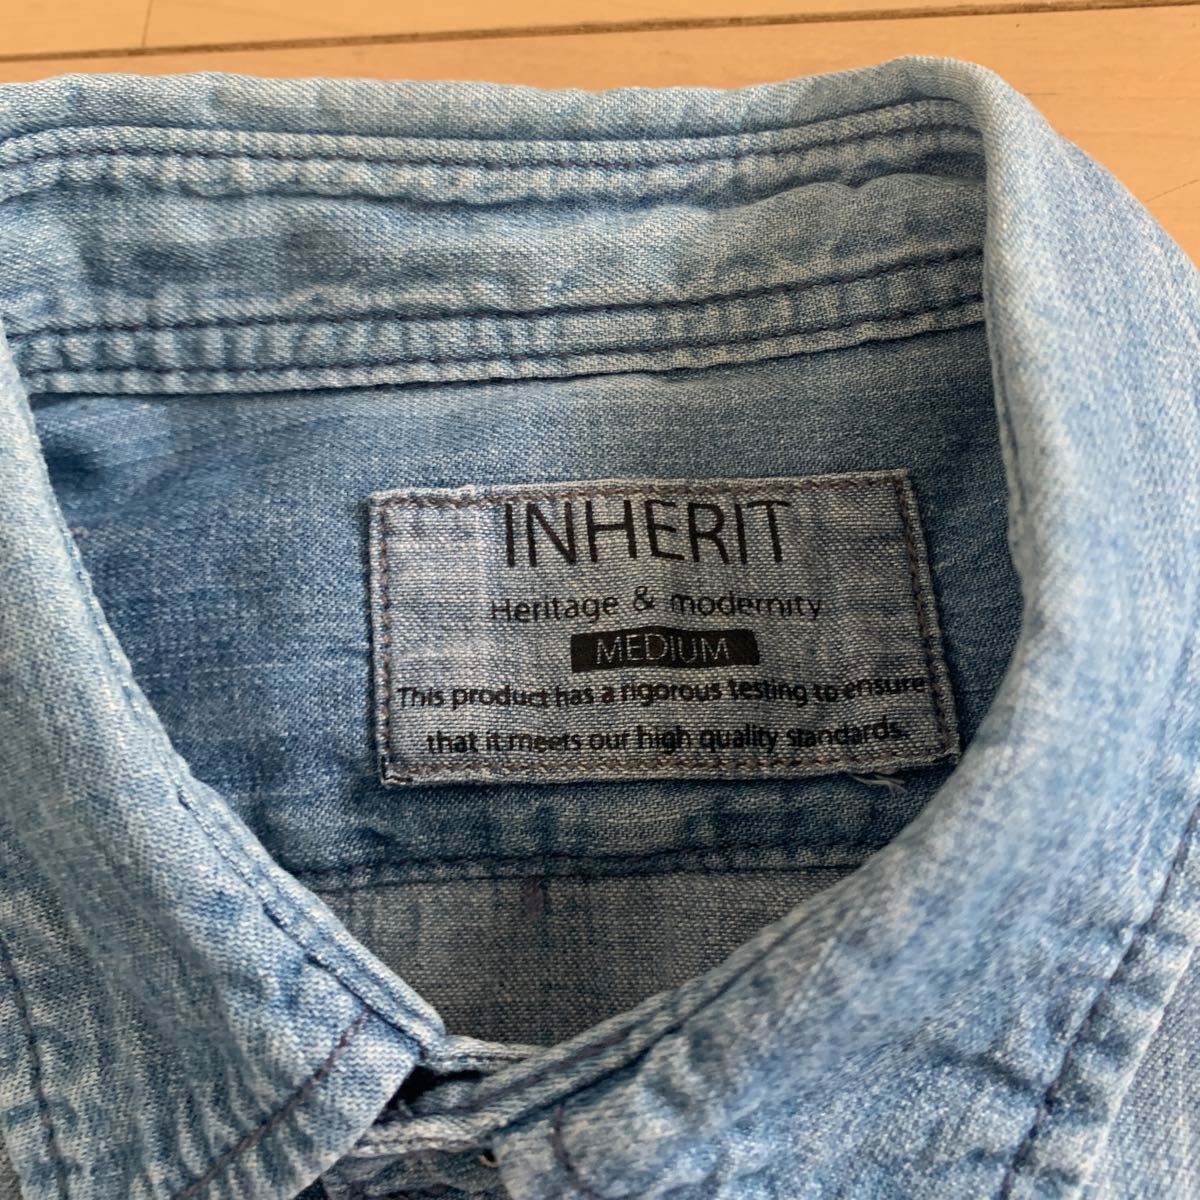 INHERIT
Heritage & modernity
MEDIUM
This product has a rigorous testing to ensure
that it meets our high quality standards.